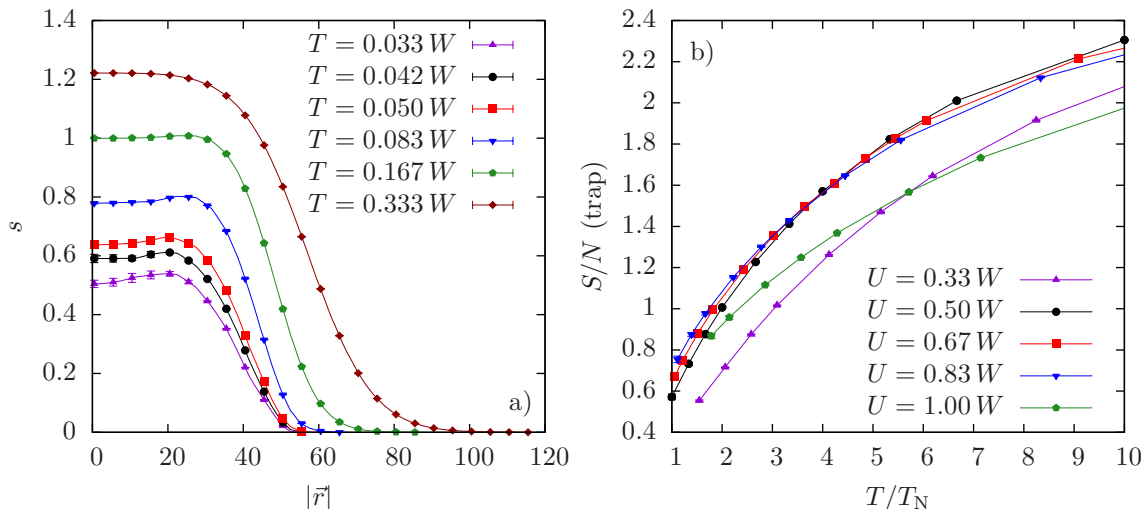 1.4
1.2
1
0.8
0.6
0.4
0.2
0
s
0 20 40 60 80 100 120
|r⃗|
T = 0.033 W
T = 0.042 W
T = 0.050 W
T = 0.083 W
T = 0.167 W
T = 0.333 W
a)
2.4
2.2
2
1.8
1.6
1.4
1.2
1
0.8
0.6
0.4
S/N (trap)
1 2 3 4 5 6 7 8 9 10
T/T_N
b)
U = 0.33 W
U = 0.50 W
U = 0.67 W
U = 0.83 W
U = 1.00 W